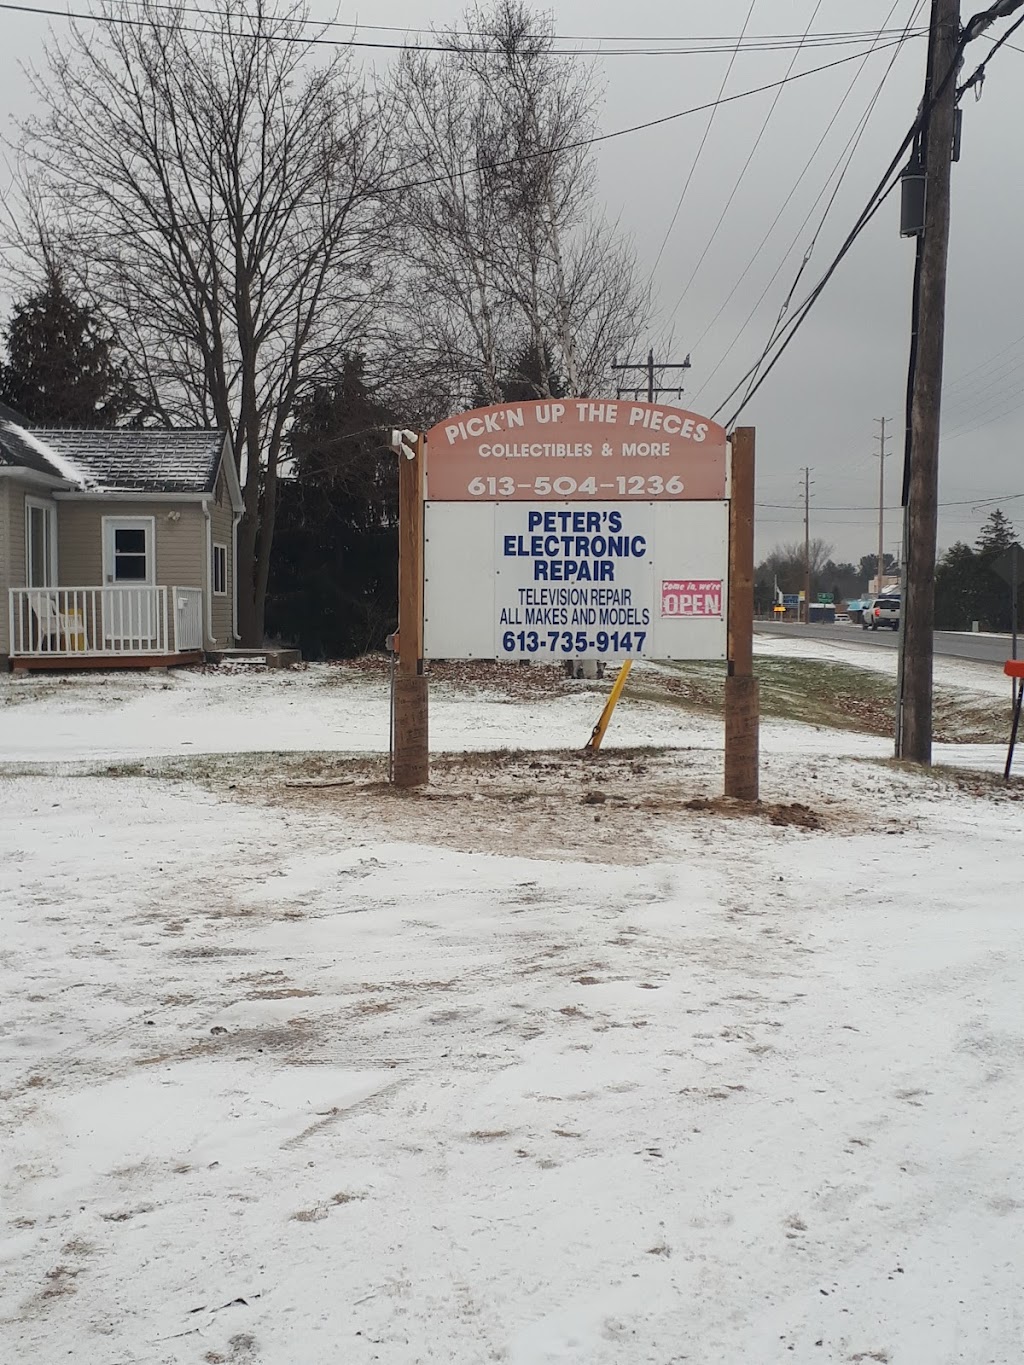 PICK'N UP THE PIECES
COLLECTIBLES & MORE
613-504-1236
PETER'S
ELECTRONIC
REPAIR
TELEVISION REPAIR
ALL MAKES AND MODELS
613-735-9147
Come in, we're
OPEN